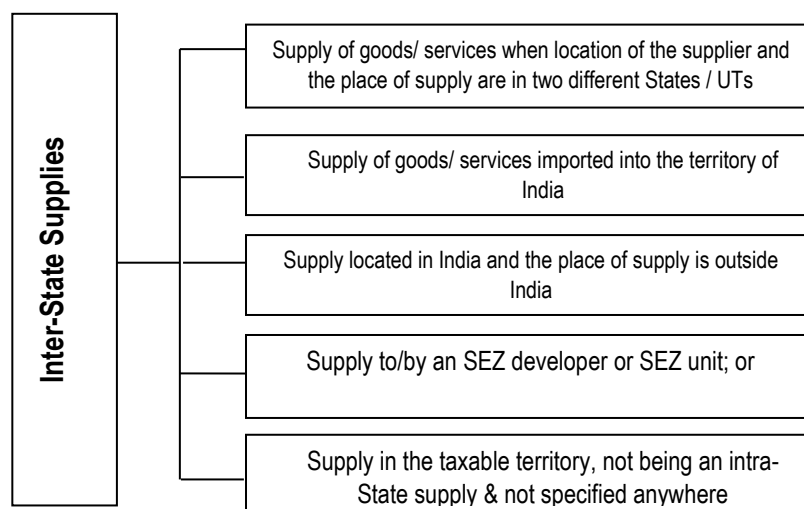 Inter-State Supplies
Supply of goods/ services when location of the supplier and
the place of supply are in two different States / UTs
Supply of goods/ services imported into the territory of
India
Supply located in India and the place of supply is outside
India
Supply to/by an SEZ developer or SEZ unit; or
Supply in the taxable territory, not being an intra-
State supply & not specified anywhere